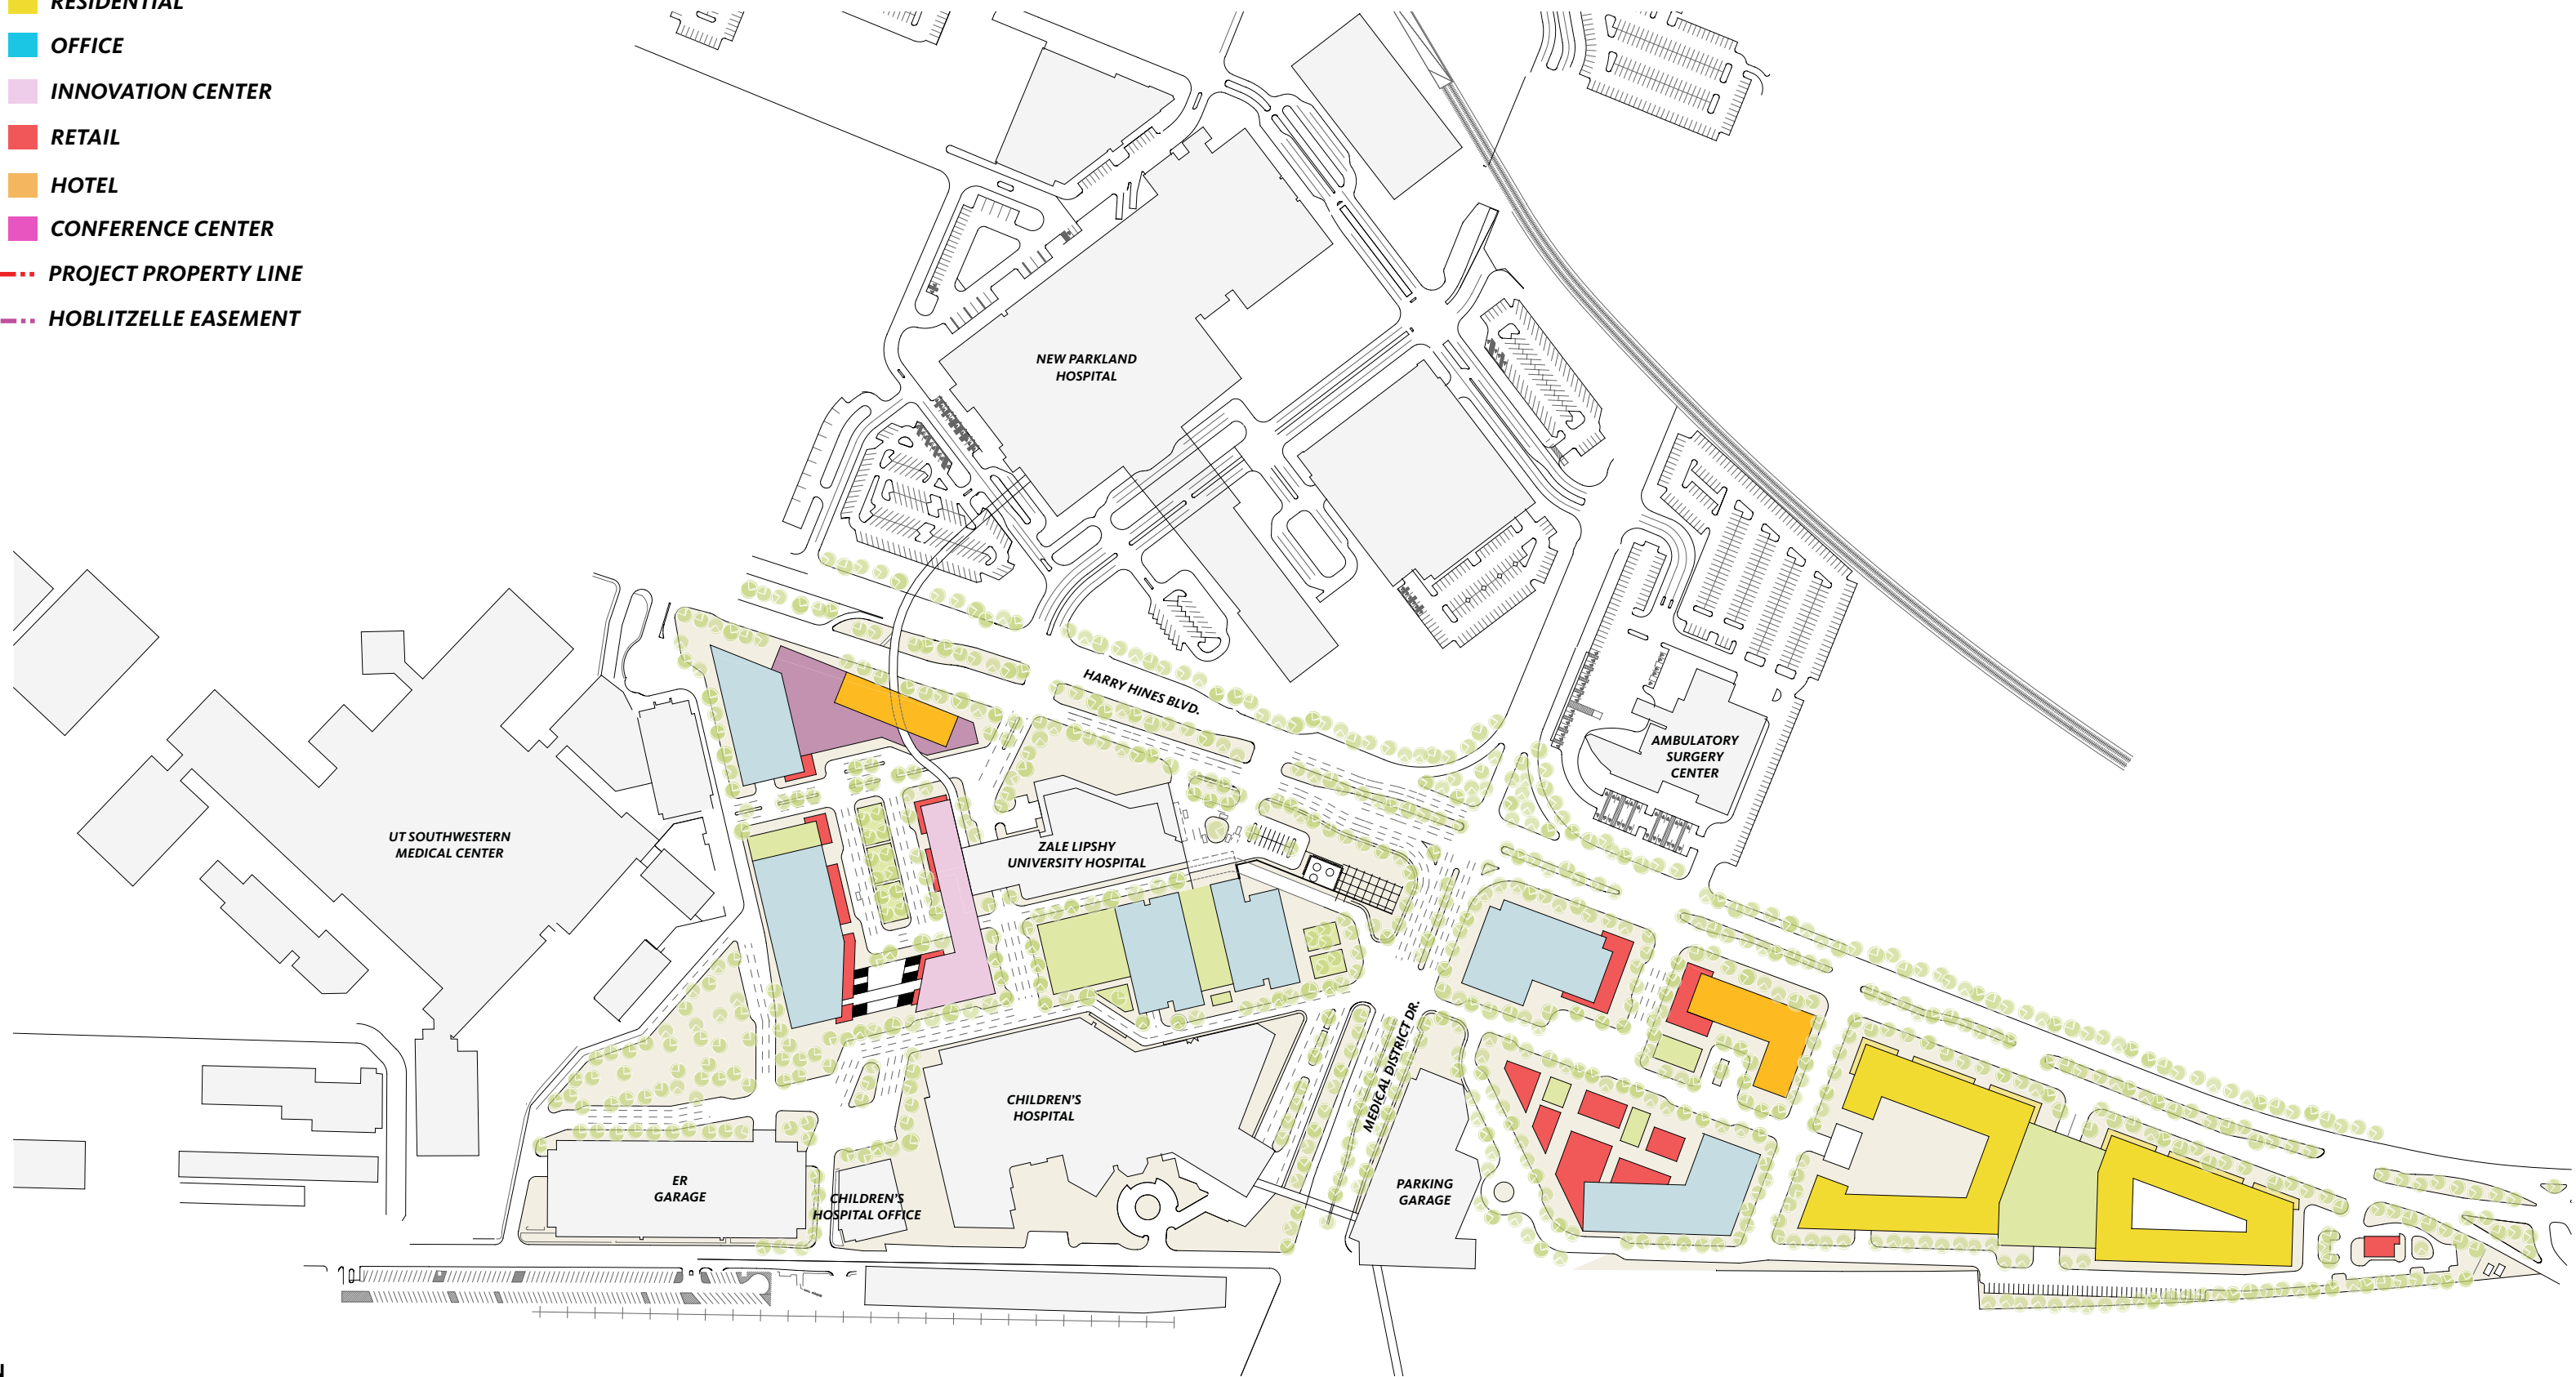 RESIDENTIAL
OFFICE
INNOVATION CENTER
RETAIL
HOTEL
CONFERENCE CENTER
PROJECT PROPERTY LINE
HOBLITZELLE EASEMENT
NEW PARKLAND
HOSPITAL
HARRY HINES BLVD.
AMBULATORY
SURGERY
CENTER
UT SOUTHWESTERN
MEDICAL CENTER
ZALE LIPSHY
UNIVERSITY HOSPITAL
MEDICAL DISTRICT DR.
CHILDREN'S
HOSPITAL
ER
GARAGE
CHILDREN'S
HOSPITAL OFFICE
PARKING
GARAGE